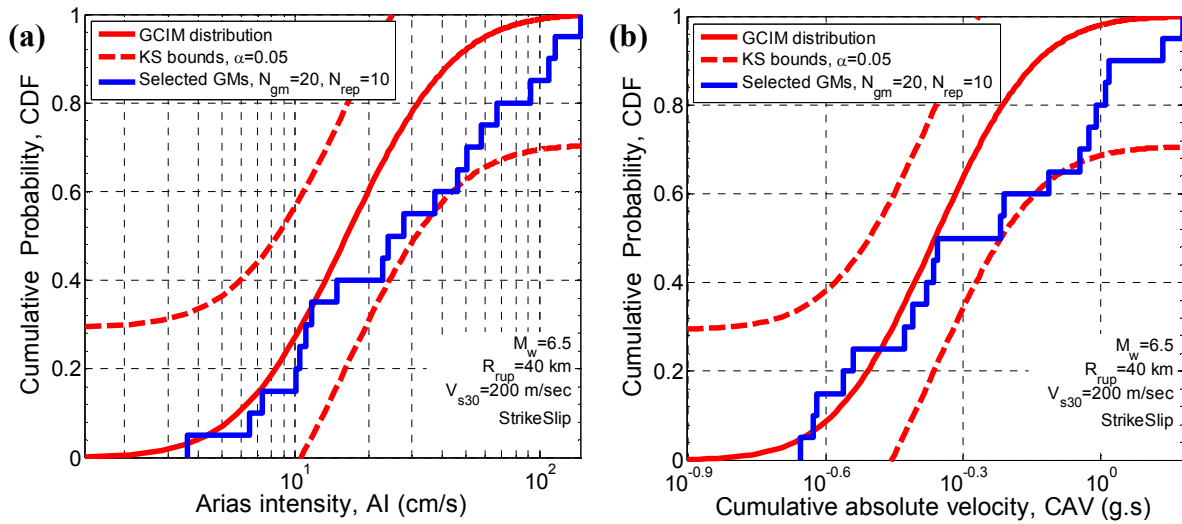 (a)
GCIM distribution
KS bounds, α=0.05
Selected GMs, N_gm=20, N_rep=10
Cumulative Probability, CDF
1
0.8
0.6
0.4
0.2
0
M_w=6.5
R_rup=40 km
V_s30=200 m/sec
StrikeSlip
10^1
10^2
Arias intensity, AI (cm/s)
(b)
GCIM distribution
KS bounds, α=0.05
Selected GMs, N_gm=20, N_rep=10
Cumulative Probability, CDF
1
0.8
0.6
0.4
0.2
0
M_w=6.5
R_rup=40 km
V_s30=200 m/sec
StrikeSlip
10^-0.9
10^-0.6
10^-0.3
10^0
Cumulative absolute velocity, CAV (g.s)